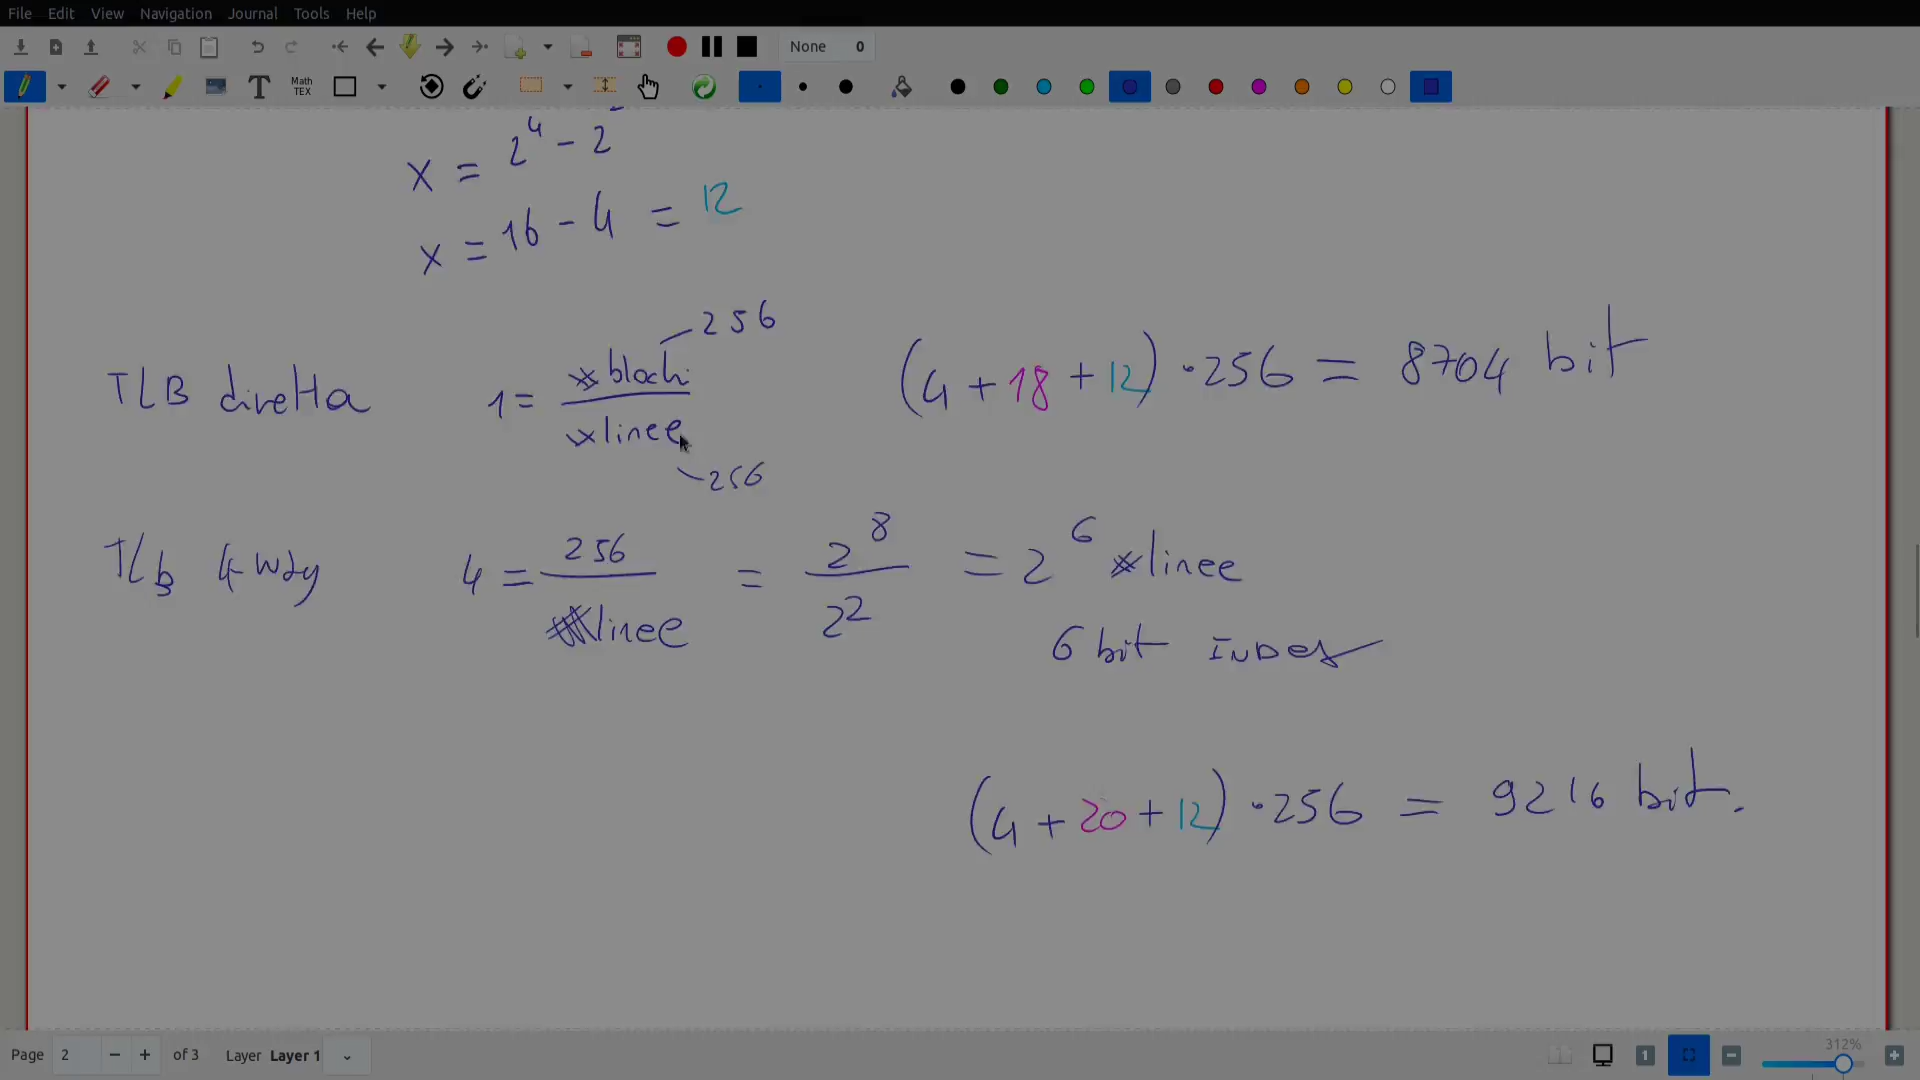 File Edit View Navigation Journal Tools Help
None 0
T Math TEX
x = 2^4 - 2
x = 16 - 4 = 12
256
TLB diretta 1 = # blocchi / # linee (4 + 18 + 12) · 256 = 8704 bit
256
TLb 4 way 4 = 256 / # linee = 2^8 / 2^2 = 2^6 # linee
6 bit INDEX
(4 + 20 + 12) · 256 = 9216 bit.
312%
Page 2 − + of 3 Layer Layer 1 1